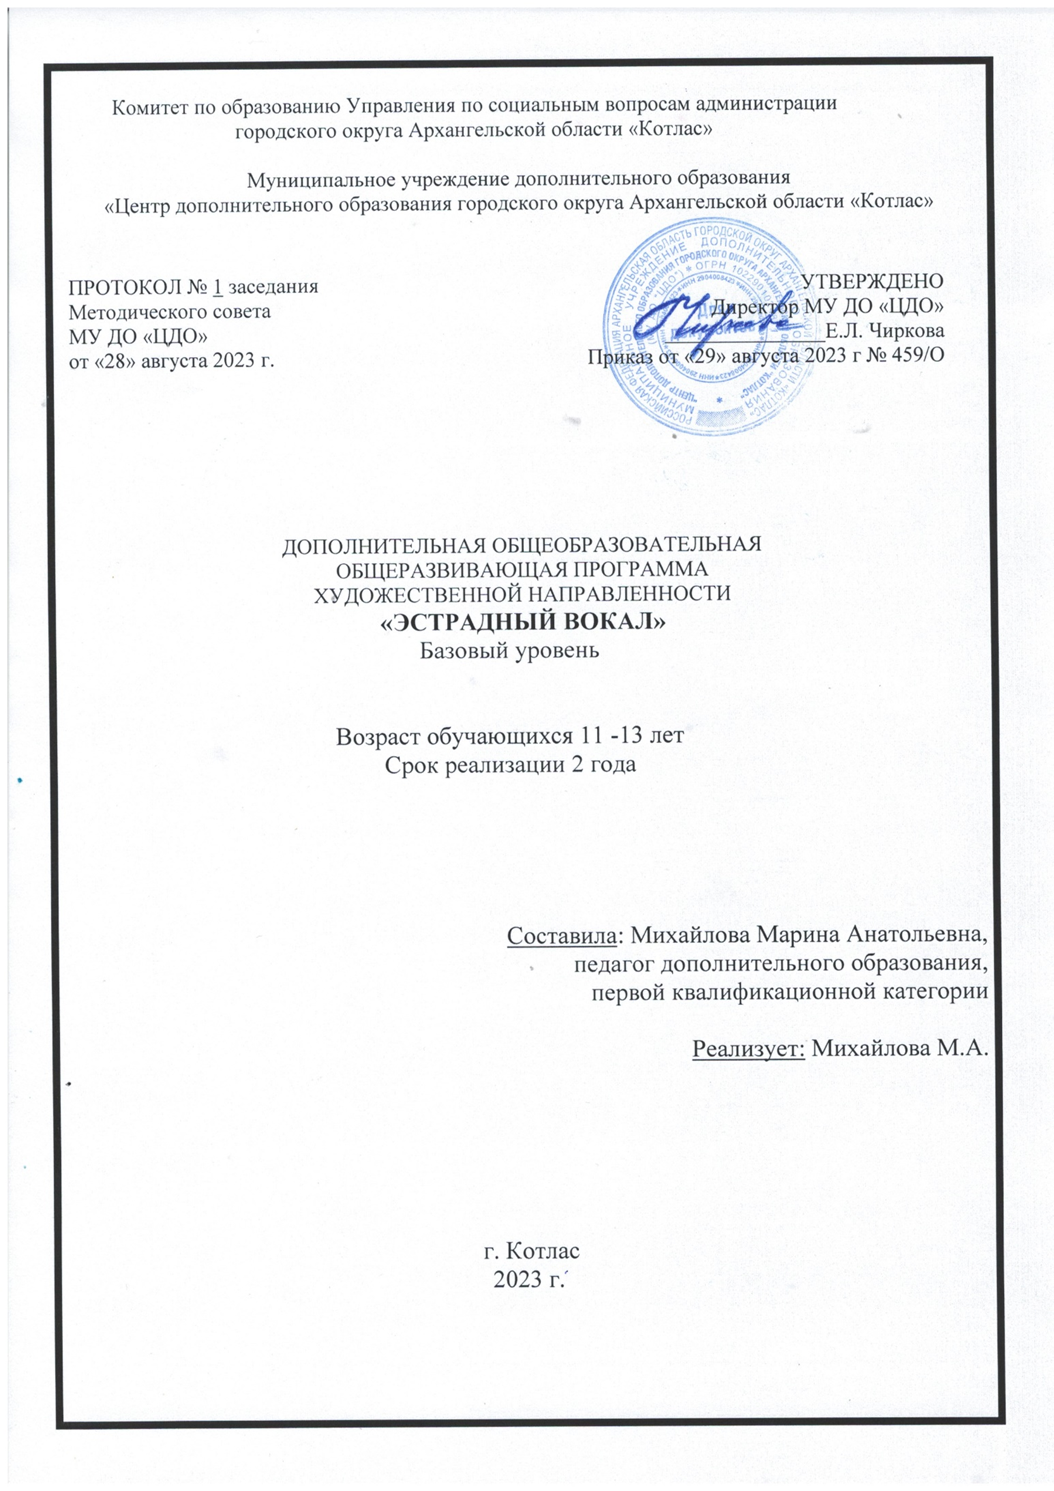 Комитет по образованию Управления по социальным вопросам администрации
городского округа Архангельской области «Котлас»
Муниципальное учреждение дополнительного образования
«Центр дополнительного образования городского округа Архангельской области «Котлас»
ПРОТОКОЛ № 1 заседания
Методического совета
МУ ДО «ЦДО»
от «28» августа 2023 г.
УТВЕРЖДЕНО
Директор МУ ДО «ЦДО»
Е.Л. Чиркова
Приказ от «29» августа 2023 г № 459/О
ДОПОЛНИТЕЛЬНАЯ ОБЩЕОБРАЗОВАТЕЛЬНАЯ
ОБЩЕРАЗВИВАЮЩАЯ ПРОГРАММА
ХУДОЖЕСТВЕННОЙ НАПРАВЛЕННОСТИ
«ЭСТРАДНЫЙ ВОКАЛ»
Базовый уровень
Возраст обучающихся 11 -13 лет
Срок реализации 2 года
Составила: Михайлова Марина Анатольевна,
педагог дополнительного образования,
первой квалификационной категории
Реализует: Михайлова М.А.
г. Котлас
2023 г.